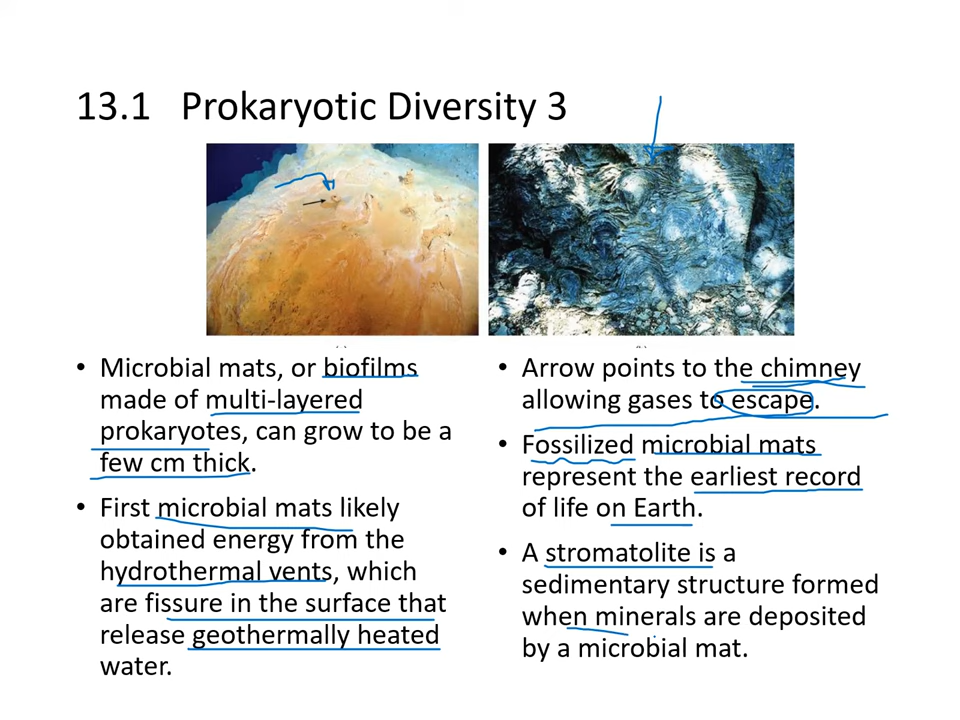 13.1 Prokaryotic Diversity 3
• Microbial mats, or biofilms
made of multi-layered
prokaryotes, can grow to be a
few cm thick.
• First microbial mats likely
obtained energy from the
hydrothermal vents, which
are fissure in the surface that
release geothermally heated
water.
• Arrow points to the chimney
allowing gases to escape.
• Fossilized microbial mats
represent the earliest record
of life on Earth.
• A stromatolite is a
sedimentary structure formed
when minerals are deposited
by a microbial mat.